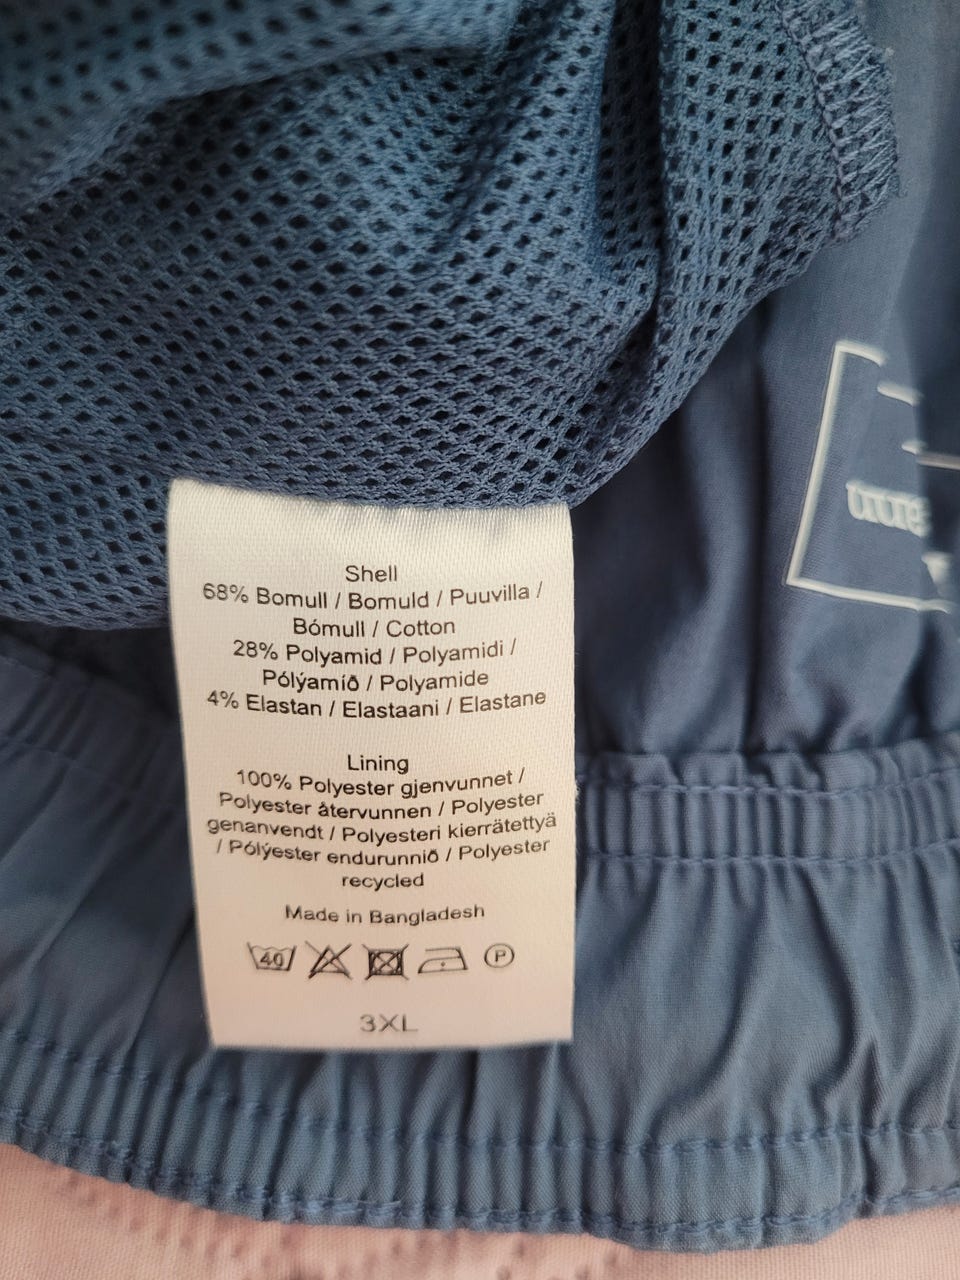 Shell
68% Bomull / Bomuld / Puuvilla /
Bómull / Cotton
28% Polyamid / Polyamidi /
Pólýamíð / Polyamide
4% Elastan / Elastaani / Elastane
Lining
100% Polyester gjenvunnet /
Polyester återvunnen / Polyester
genanvendt / Polyesteri kierrätettyä
/ Pólýester endurunnið / Polyester
recycled
Made in Bangladesh
40
P
3XL